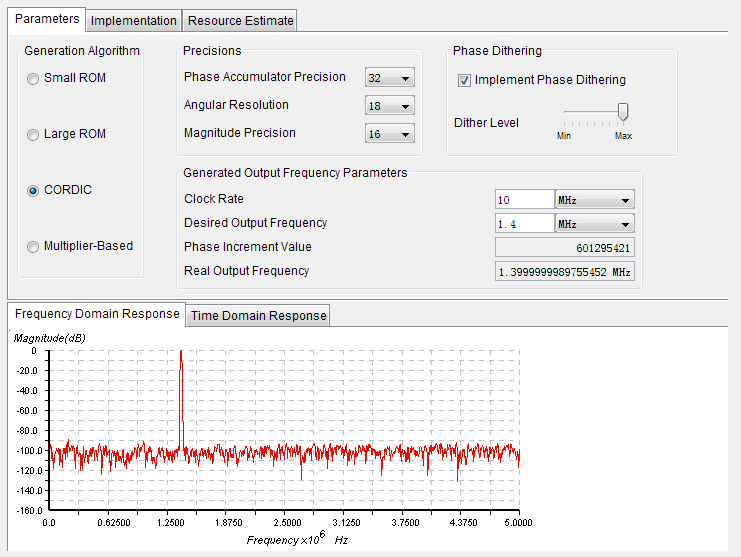 Parameters Implementation Resource Estimate
Generation Algorithm
Small ROM
Large ROM
CORDIC
Multiplier-Based
Precisions
Phase Accumulator Precision 32
Angular Resolution 18
Magnitude Precision 16
Phase Dithering
Implement Phase Dithering
Dither Level
Min Max
Generated Output Frequency Parameters
Clock Rate 10 MHz
Desired Output Frequency 1.4 MHz
Phase Increment Value 601295421
Real Output Frequency 1.3999999989755452 MHz
Frequency Domain Response Time Domain Response
Magnitude(dB)
0
-20.0
-40.0
-60.0
-80.0
-100.0
-120.0
-140.0
-160.0
0.0 0.62500 1.2500 1.8750 2.5000 3.1250 3.7500 4.3750 5.0000
Frequency x10^6 Hz